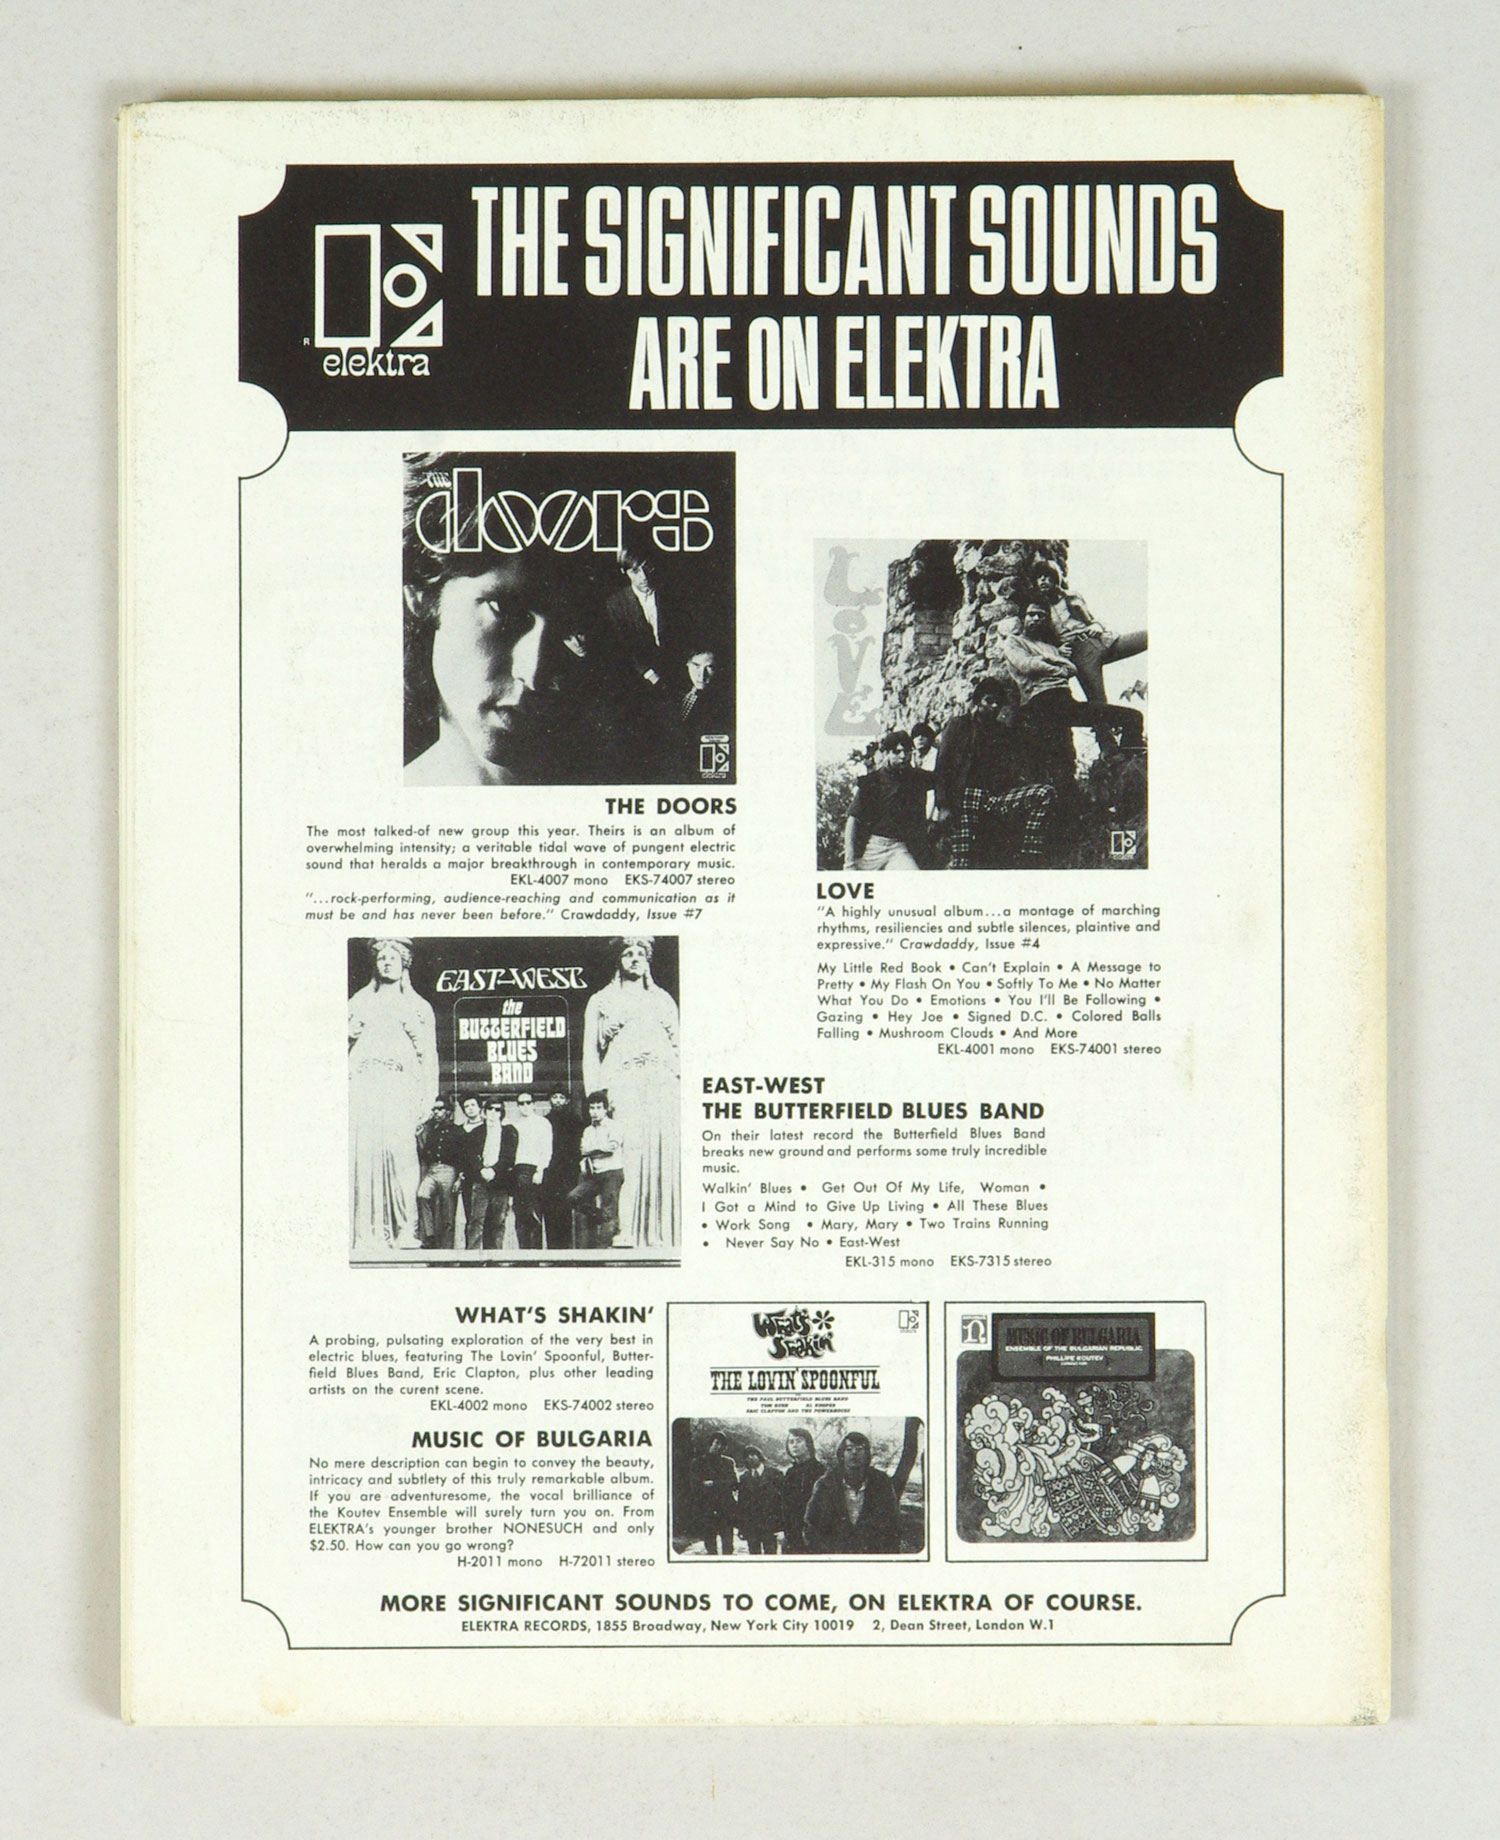 THE SIGNIFICANT SOUNDS
ARE ON ELEKTRA
R
elektra
THE
doors
THE DOORS
The most talked-of new group this year. Theirs is an album of
overwhelming intensity; a veritable tidal wave of pungent electric
sound that heralds a major breakthrough in contemporary music.
EKL-4007 mono EKS-74007 stereo
"...rock-performing, audience-reaching and communication as it
must be and has never been before." Crawdaddy, Issue #7
LOVE
LOVE
"A highly unusual album...a montage of marching
rhythms, resiliencies and subtle silences, plaintive and
expressive." Crawdaddy, Issue #4
My Little Red Book • Can't Explain • A Message to
Pretty • My Flash On You • Softly To Me • No Matter
What You Do • Emotions • You I'll Be Following •
Gazing • Hey Joe • Signed D.C. • Colored Balls
Falling • Mushroom Clouds • And More
EKL-4001 mono EKS-74001 stereo
EAST-WEST
the
BUTTERFIELD
BLUES
BAND
EAST-WEST
THE BUTTERFIELD BLUES BAND
On their latest record the Butterfield Blues Band
breaks new ground and performs some truly incredible
music.
Walkin' Blues • Get Out Of My Life, Woman •
I Got a Mind to Give Up Living • All These Blues
• Work Song • Mary, Mary • Two Trains Running
• Never Say No • East-West
EKL-315 mono EKS-7315 stereo
WHAT'S SHAKIN'
A probing, pulsating exploration of the very best in
electric blues, featuring The Lovin' Spoonful, Butter-
field Blues Band, Eric Clapton, plus other leading
artists on the curent scene.
EKL-4002 mono EKS-74002 stereo
What's
Shakin'
THE LOVIN' SPOONFUL
THE PAUL BUTTERFIELD BLUES BAND
TOM RUSH AL KOOPER
ERIC CLAPTON AND THE POWERHOUSE
MUSIC OF BULGARIA
ENSEMBLE OF THE BULGARIAN REPUBLIC
PHILIPPE KOUTEV
MUSIC OF BULGARIA
No mere description can begin to convey the beauty,
intricacy and subtlety of this truly remarkable album.
If you are adventuresome, the vocal brilliance of
the Koutev Ensemble will surely turn you on. From
ELEKTRA's younger brother NONESUCH and only
$2.50. How can you go wrong?
H-2011 mono H-72011 stereo
MORE SIGNIFICANT SOUNDS TO COME, ON ELEKTRA OF COURSE.
ELEKTRA RECORDS, 1855 Broadway, New York City 10019 2, Dean Street, London W.1